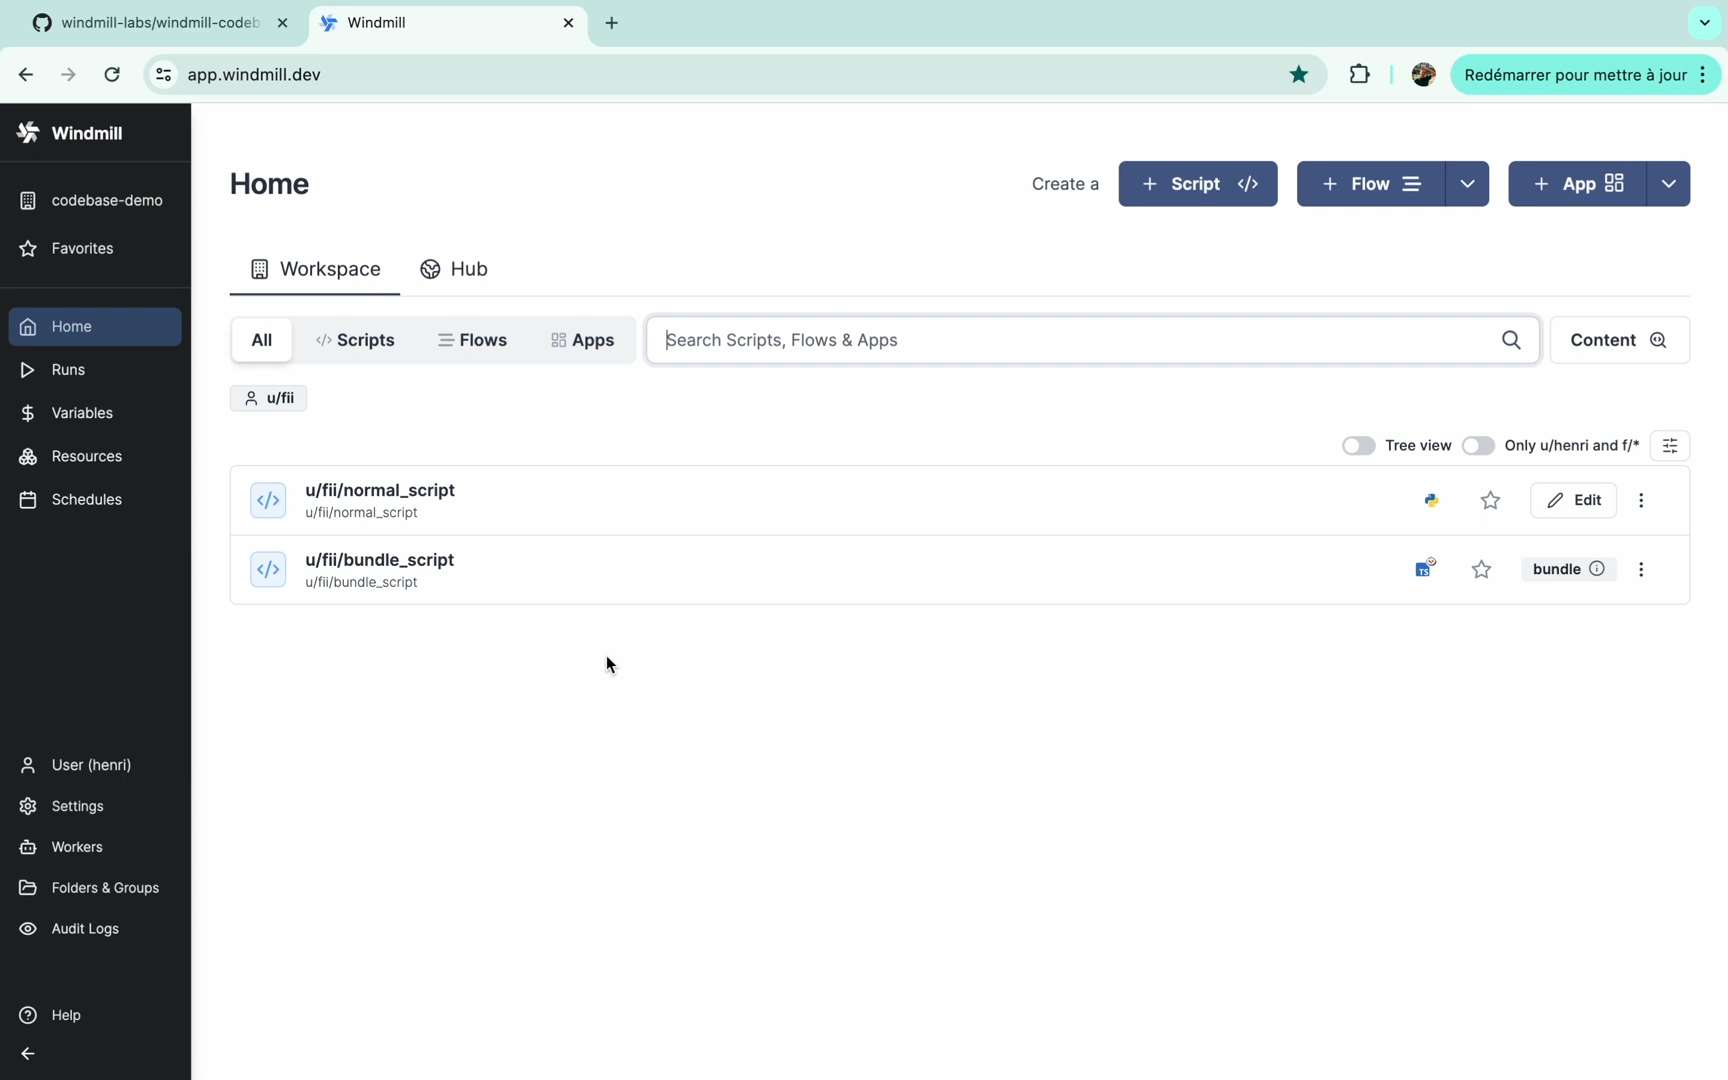 windmill-labs/windmill-codeb
Windmill
app.windmill.dev
Redémarrer pour mettre à jour
Windmill
codebase-demo
Favorites
Home
Runs
Variables
Resources
Schedules
User (henri)
Settings
Workers
Folders & Groups
Audit Logs
Help
Home
Create a
+ Script </>
+ Flow
+ App
Workspace
Hub
All
</> Scripts
Flows
Apps
Search Scripts, Flows & Apps
Content
u/fii
Tree view
Only u/henri and f/*
</>
u/fii/normal_script
u/fii/normal_script
Edit
</>
u/fii/bundle_script
u/fii/bundle_script
TS
bundle